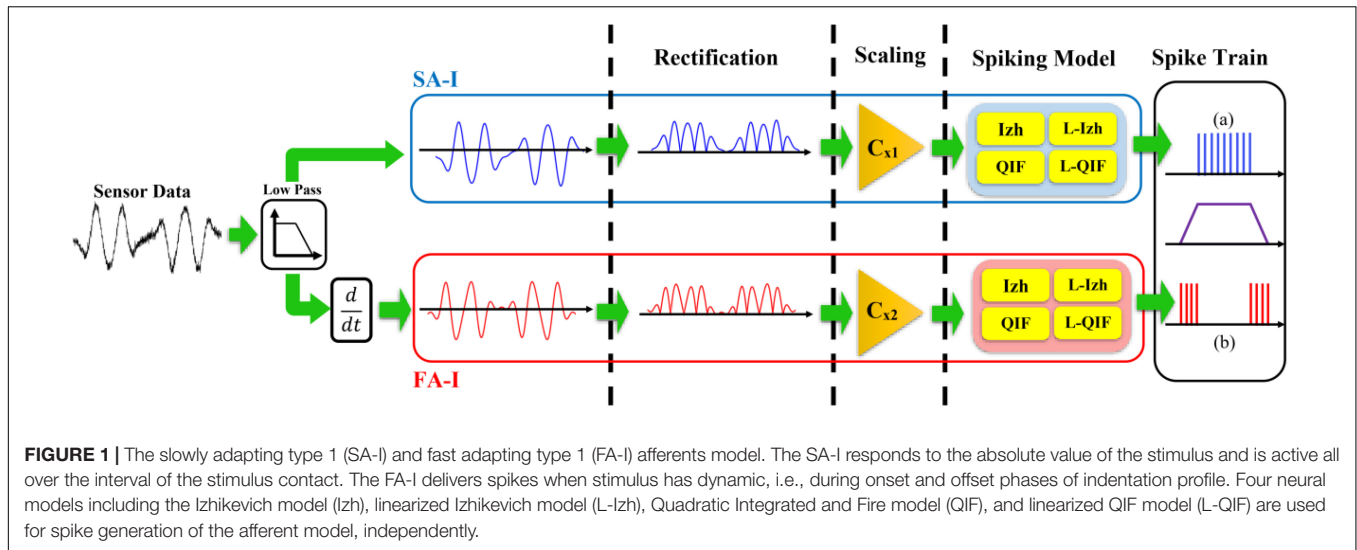 Rectification
Scaling
Spiking Model
Spike Train
SA-I
Sensor Data
Low Pass
d
dt
C x1
Izh
L-Izh
QIF
L-QIF
(a)
C x2
Izh
L-Izh
QIF
L-QIF
(b)
FA-I
FIGURE 1 | The slowly adapting type 1 (SA-I) and fast adapting type 1 (FA-I) afferents model. The SA-I responds to the absolute value of the stimulus and is active all
over the interval of the stimulus contact. The FA-I delivers spikes when stimulus has dynamic, i.e., during onset and offset phases of indentation profile. Four neural
models including the Izhikevich model (Izh), linearized Izhikevich model (L-Izh), Quadratic Integrated and Fire model (QIF), and linearized QIF model (L-QIF) are used
for spike generation of the afferent model, independently.